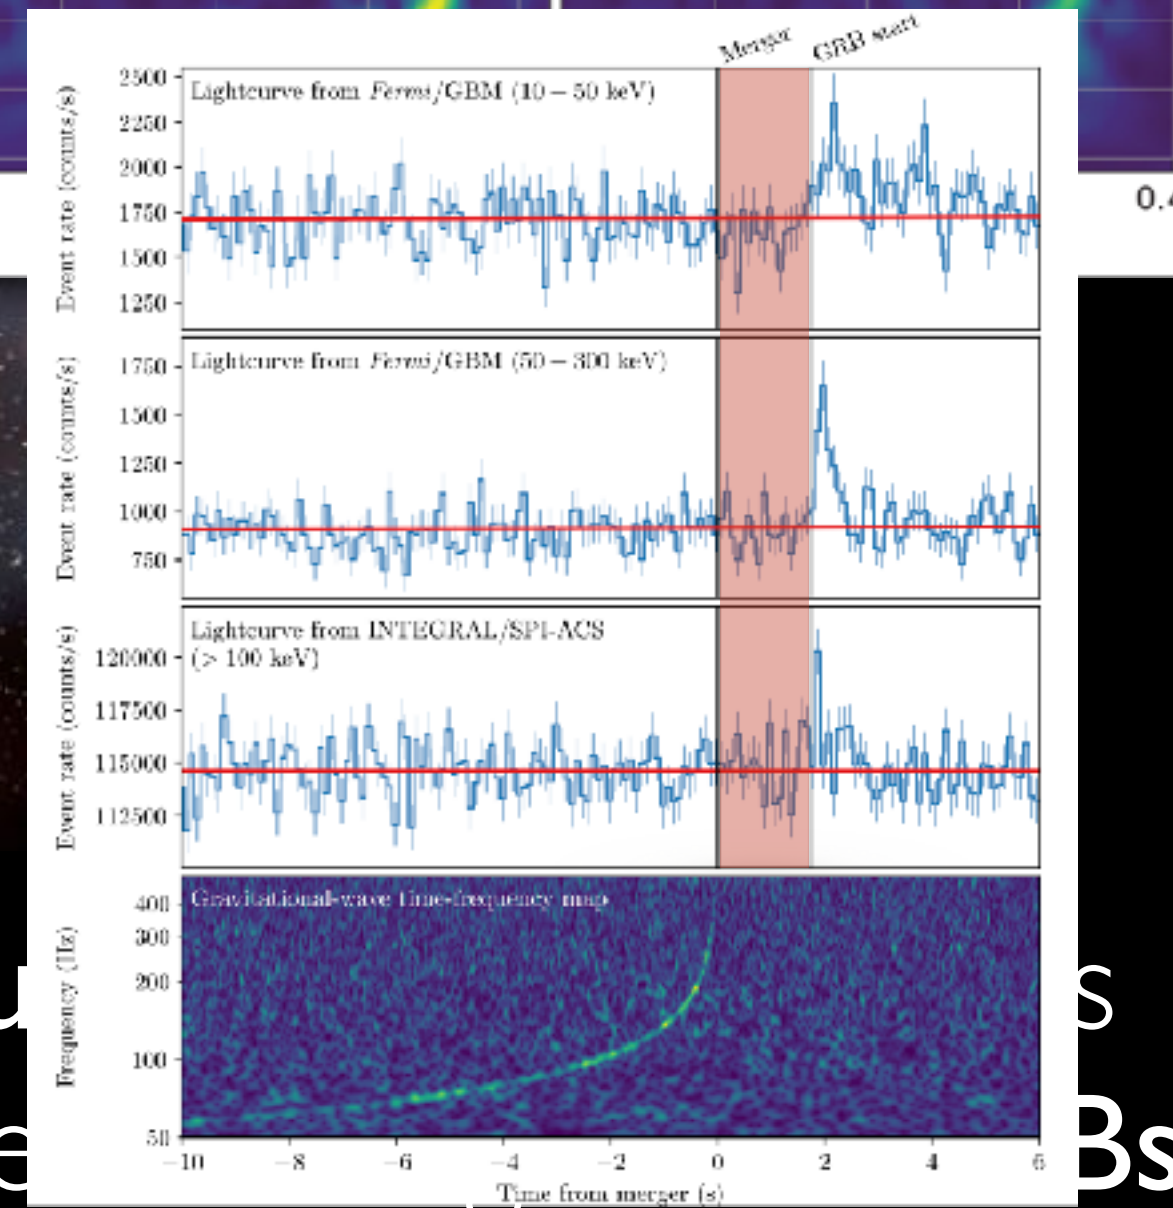 Merger GRB start
2500
Lightcurve from Fermi/GBM (10 – 50 keV)
2250
2000
1750
1500
1250
Event rate (counts/s)
0.4
Lightcurve from Fermi/GBM (50 – 300 keV)
1750
1500
1250
1000
750
Event rate (counts/s)
Lightcurve from INTEGRAL/SPI-ACS
(> 100 keV)
120000
117500
115000
112500
Event rate (counts/s)
Gravitational-wave time-frequency map
400
300
200
100
50
Frequency (Hz)
s
e
Bs
−10 −8 −6 −4 −2 0 2 4 6
Time from merger (s)